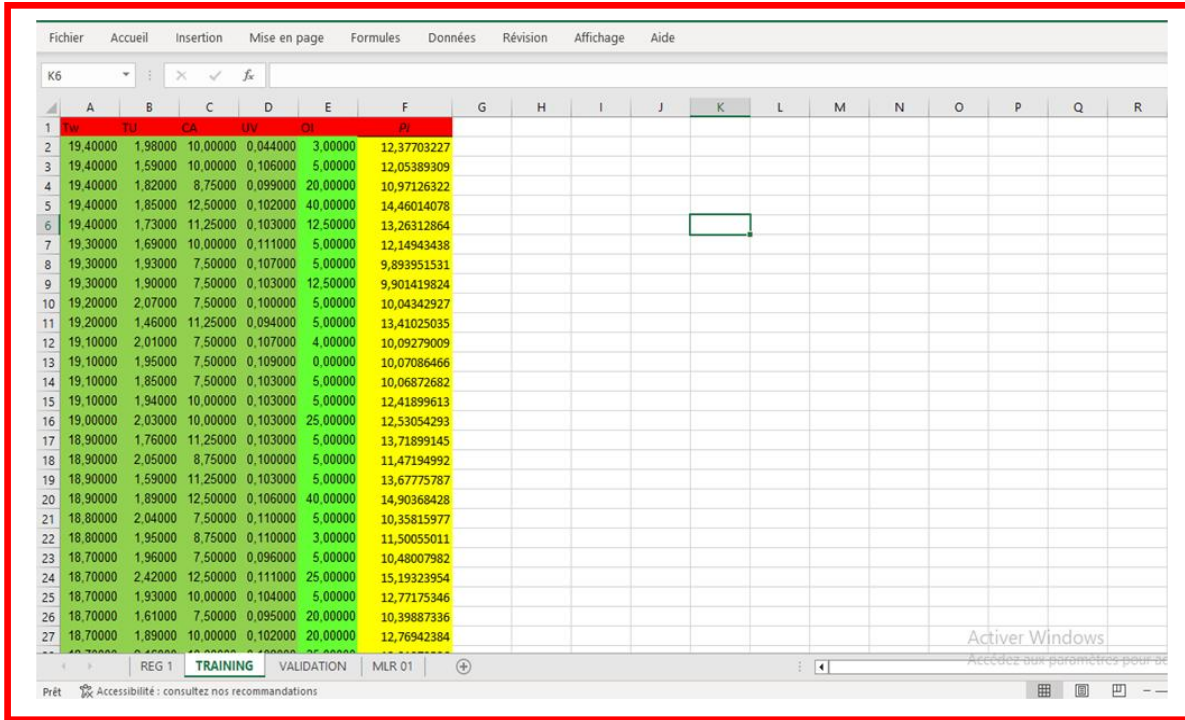 Fichier Accueil Insertion Mise en page Formules Données Révision Affichage Aide
K6 fx
A B C D E F G H I J K L M N O P Q R
1 Tw TU CA UV OI Pi
2 19,40000 1,98000 10,00000 0,044000 3,00000 12,37703227
3 19,40000 1,59000 10,00000 0,106000 5,00000 12,05389309
4 19,40000 1,82000 8,75000 0,099000 20,00000 10,97126322
5 19,40000 1,85000 12,50000 0,102000 40,00000 14,46014078
6 19,40000 1,73000 11,25000 0,103000 12,50000 13,26312864
7 19,30000 1,69000 10,00000 0,111000 5,00000 12,14943438
8 19,30000 1,93000 7,50000 0,107000 5,00000 9,893951531
9 19,30000 1,90000 7,50000 0,103000 12,50000 9,901419824
10 19,20000 2,07000 7,50000 0,100000 5,00000 10,04342927
11 19,20000 1,46000 11,25000 0,094000 5,00000 13,41025035
12 19,10000 2,01000 7,50000 0,107000 4,00000 10,09279009
13 19,10000 1,95000 7,50000 0,109000 0,00000 10,07086466
14 19,10000 1,85000 7,50000 0,103000 5,00000 10,06872682
15 19,10000 1,94000 10,00000 0,103000 5,00000 12,41899613
16 19,00000 2,03000 10,00000 0,103000 25,00000 12,53054293
17 18,90000 1,76000 11,25000 0,103000 5,00000 13,71899145
18 18,90000 2,05000 8,75000 0,100000 5,00000 11,47194992
19 18,90000 1,59000 11,25000 0,103000 5,00000 13,67775787
20 18,90000 1,89000 12,50000 0,106000 40,00000 14,90368428
21 18,80000 2,04000 7,50000 0,110000 5,00000 10,35815977
22 18,80000 1,95000 8,75000 0,110000 3,00000 11,50055011
23 18,70000 1,96000 7,50000 0,096000 5,00000 10,48007982
24 18,70000 2,42000 12,50000 0,111000 25,00000 15,19323954
25 18,70000 1,93000 10,00000 0,104000 5,00000 12,77175346
26 18,70000 1,61000 7,50000 0,095000 20,00000 10,39887336
27 18,70000 1,89000 10,00000 0,102000 20,00000 12,76942384
Activer Windows
Accédez aux paramètres pour ac
REG 1 TRAINING VALIDATION MLR 01
Prêt Accessibilité : consultez nos recommandations